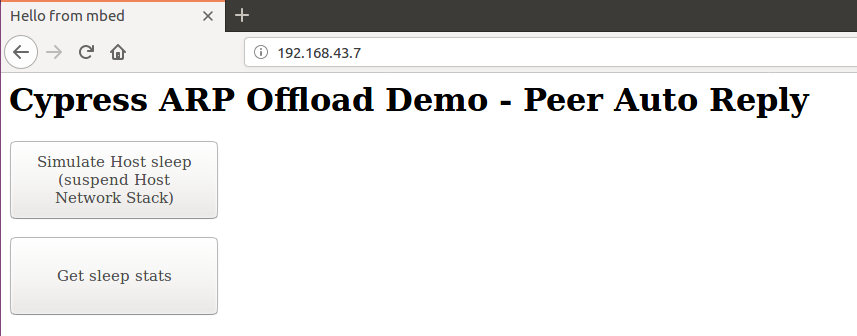 Hello from mbed
192.168.43.7
Cypress ARP Offload Demo - Peer Auto Reply
Simulate Host sleep
(suspend Host
Network Stack)
Get sleep stats